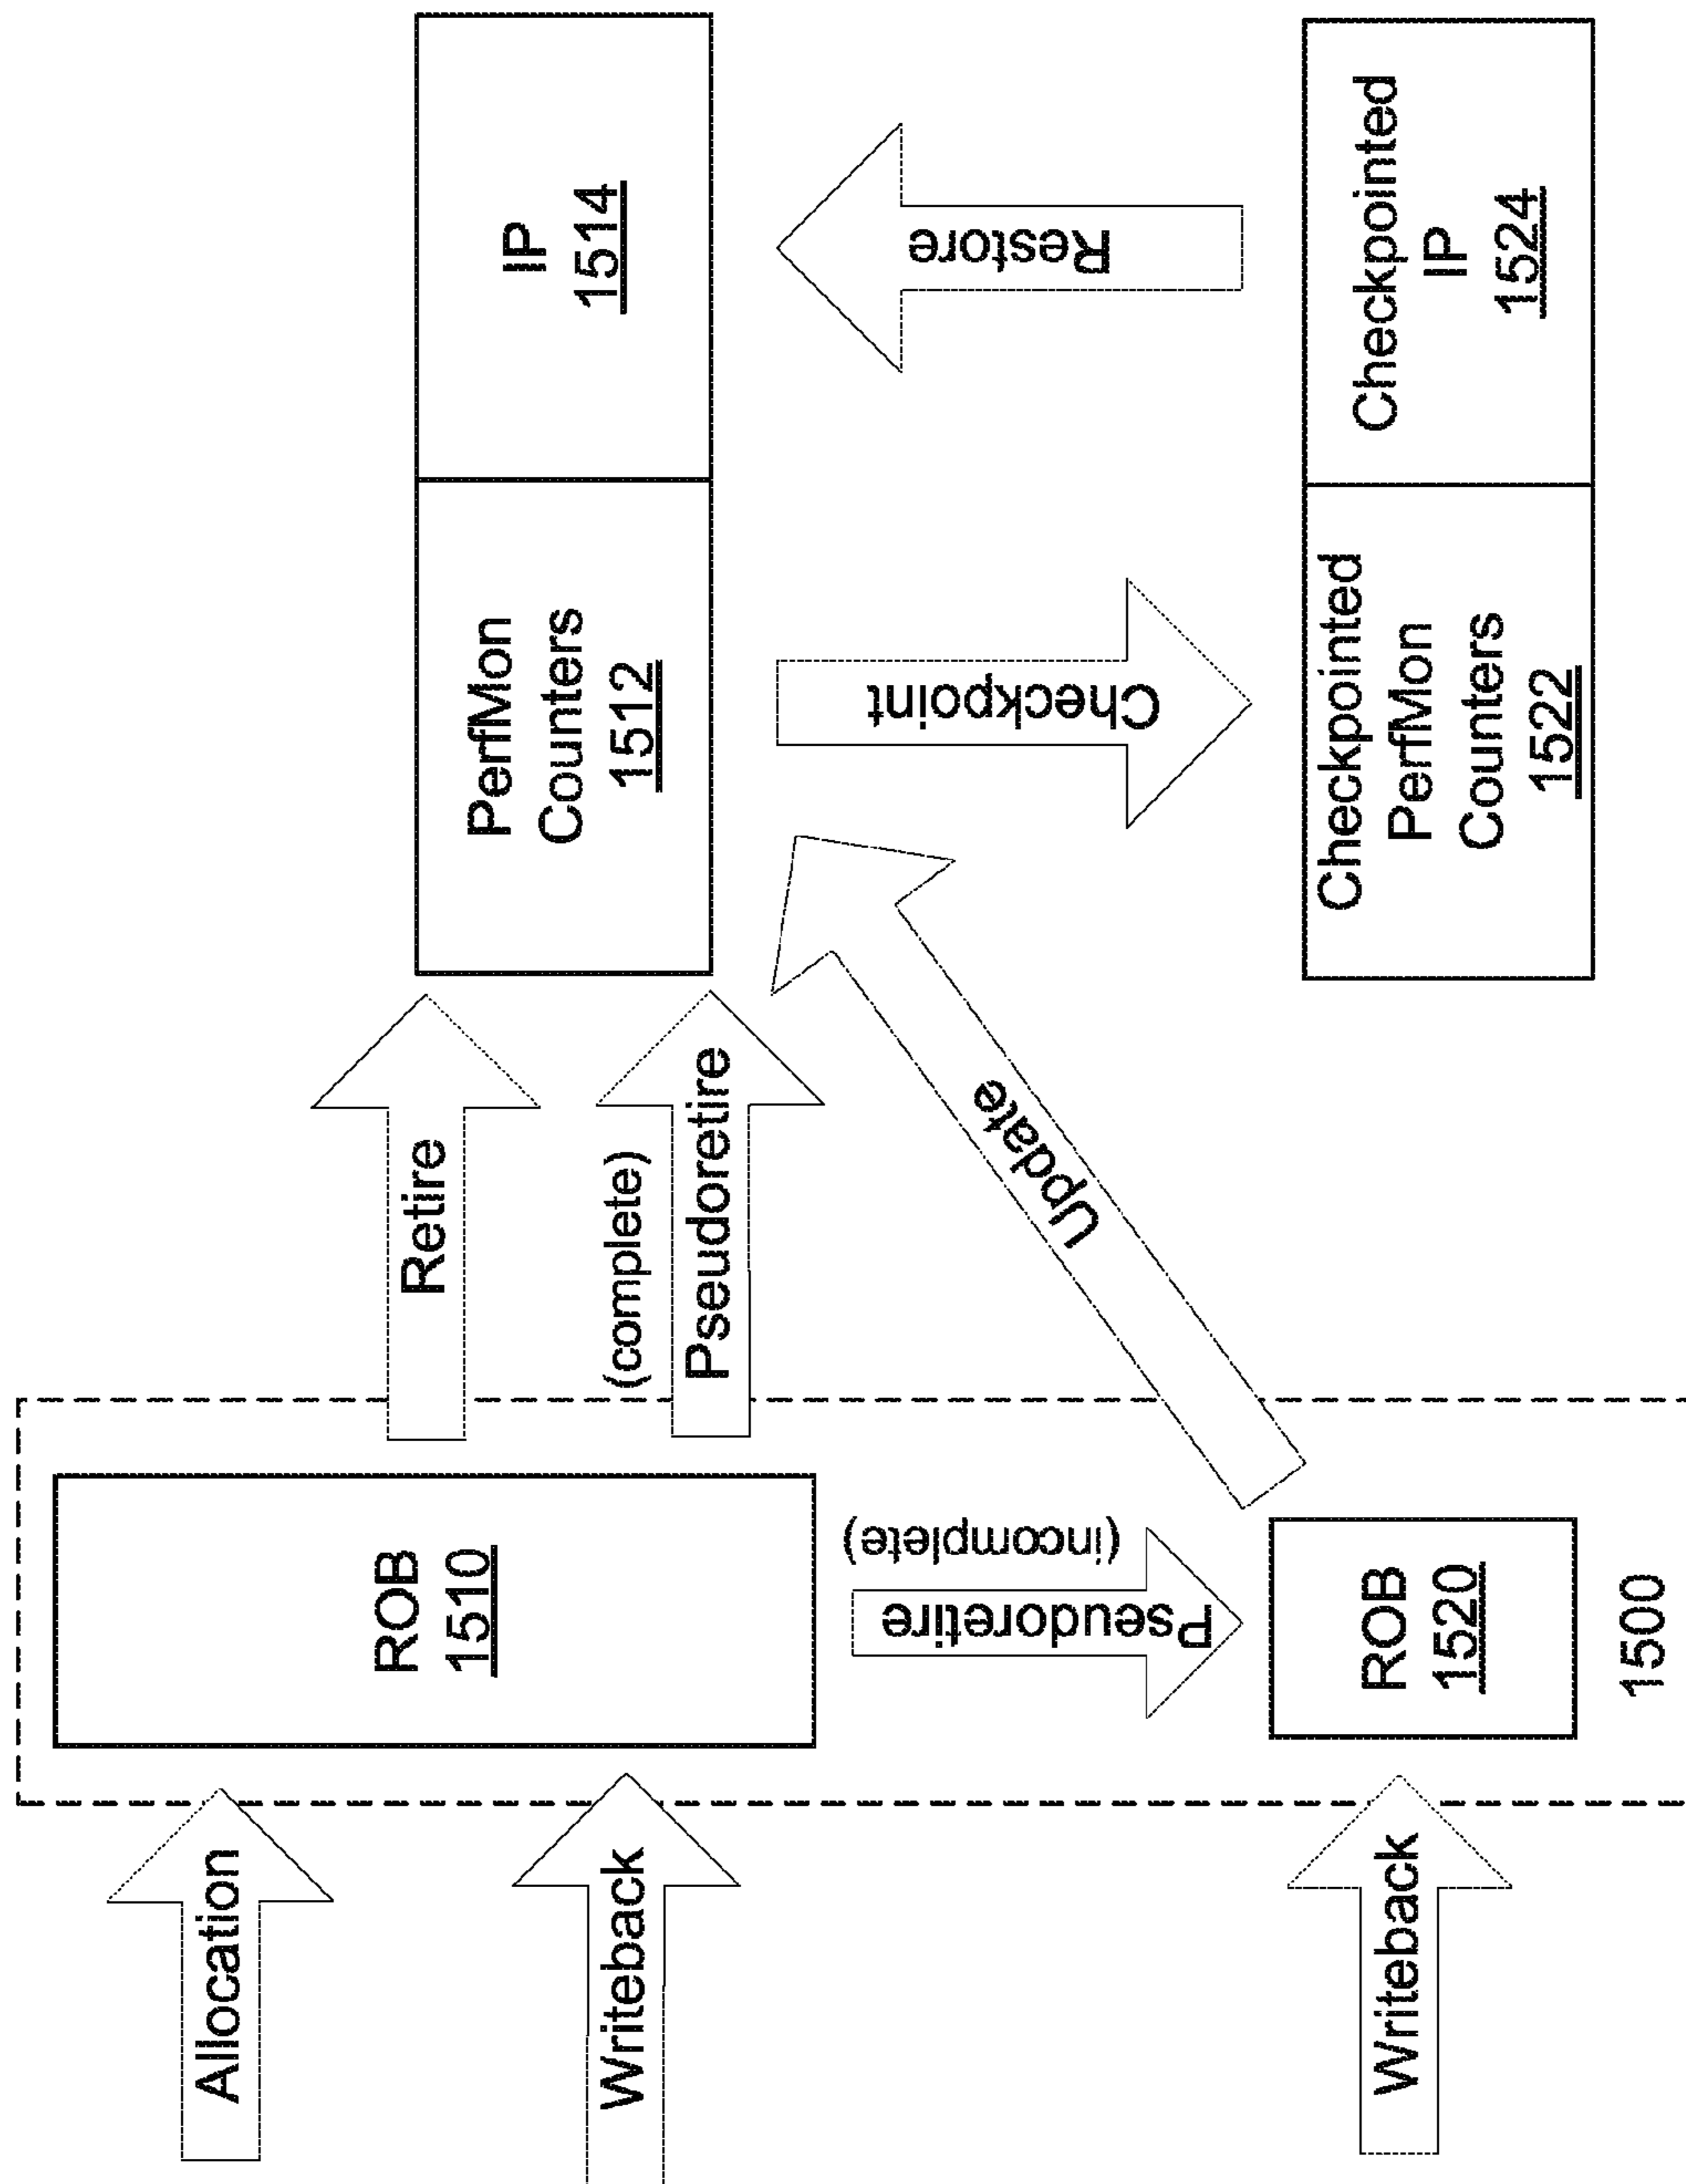 Allocation
Writeback
Writeback
ROB
1510
Pseudoretire
(incomplete)
ROB
1520
1500
Retire
(complete)
Pseudoretire
Update
PerfMon
Counters
1512
IP
1514
Checkpoint
Restore
Checkpointed
PerfMon
Counters
1522
Checkpointed
IP
1524